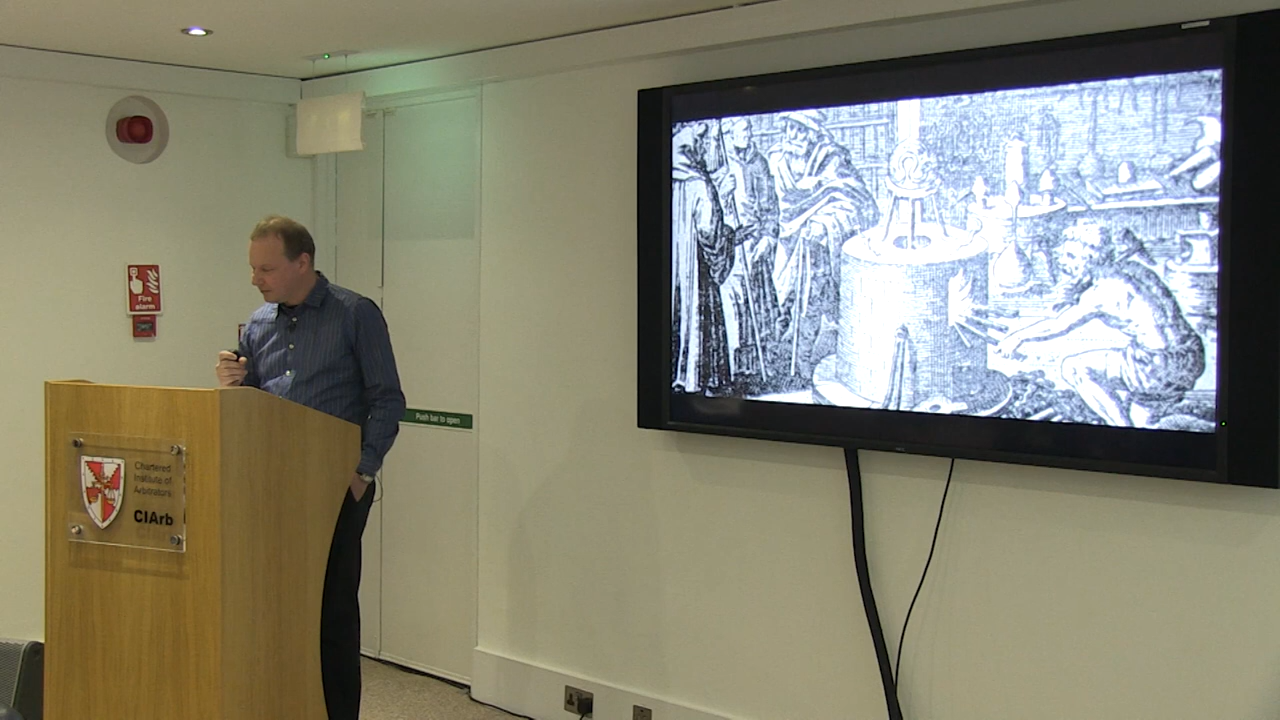 Fire
alarm
Push bar to open
Chartered
Institute of
Arbitrators
CIArb